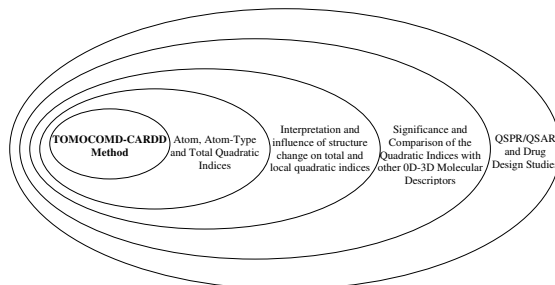 TOMOCOMD-CARDD
Method
Atom, Atom-Type
and Total Quadratic
Indices
Interpretation and
influence of structure
change on total and
local quadratic indices
Significance and
Comparison of the
Quadratic Indices with
other 0D-3D Molecular
Descriptors
QSPR/QSAR
and Drug
Design Studies